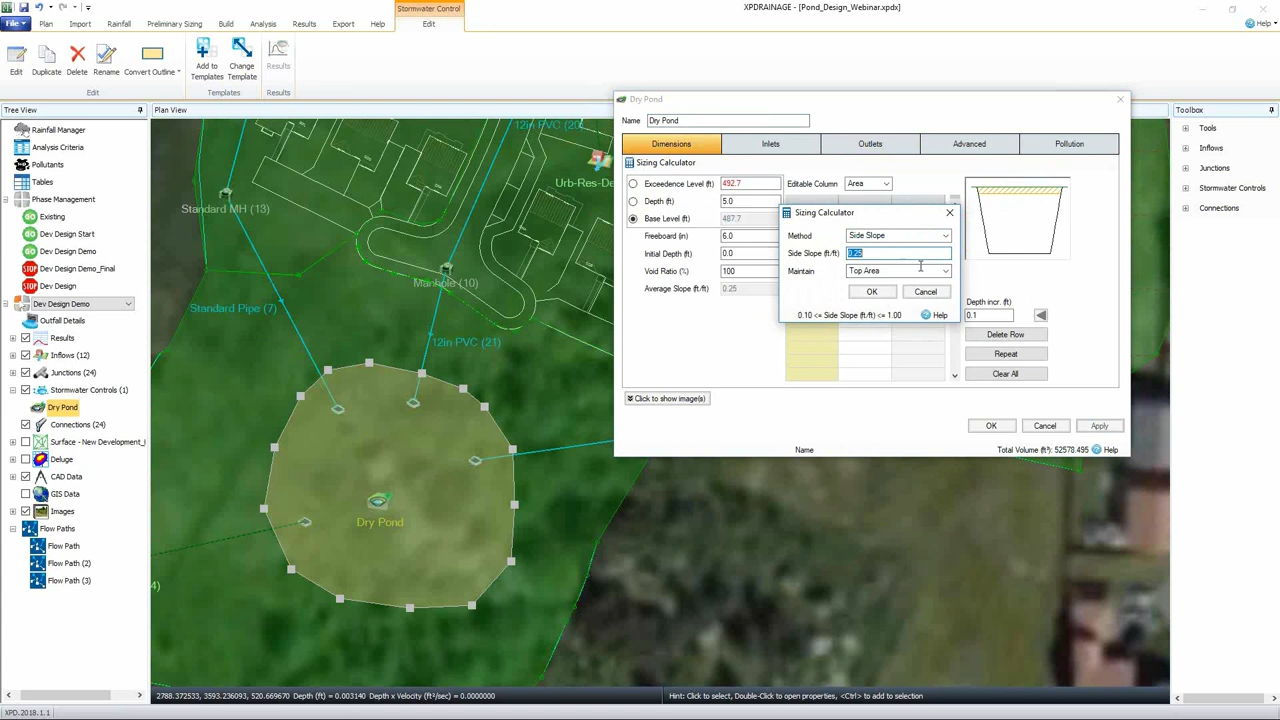 Stormwater Control
XPDRAINAGE - [Pond_Design_Webinar.xpdx]
File
Plan
Import
Rainfall
Preliminary Sizing
Build
Analysis
Results
Export
Help
Edit
Help
Edit
Duplicate
Delete
Rename
Convert Outline
Add to Templates
Change Template
Results
Edit
Templates
Results
Tree View
Rainfall Manager
Analysis Criteria
Pollutants
Tables
Phase Management
Existing
Dev Design Start
Dev Design Demo
Dev Design Demo_Final
Dev Design
Dev Design Demo
Outfall Details
Results
Inflows (12)
Junctions (24)
Stormwater Controls (1)
Dry Pond
Connections (24)
Surface - New Development_
Deluge
CAD Data
GIS Data
Images
Flow Paths
Flow Path
Flow Path (2)
Flow Path (3)
Plan View
12in PVC (20)
Urb-Res-De
Standard MH (13)
Manhole (10)
Standard Pipe (7)
12in PVC (21)
Dry Pond
4)
Dry Pond
Name
Dry Pond
Dimensions
Inlets
Outlets
Advanced
Pollution
Sizing Calculator
Exceedence Level (ft)
492.7
Editable Column
Area
Depth (ft)
5.0
Base Level (ft)
487.7
Freeboard (in)
6.0
Initial Depth (ft)
0.0
Void Ratio (%)
100
Average Slope (ft/ft)
0.25
Sizing Calculator
Method
Side Slope
Side Slope (ft/ft)
0.25
Maintain
Top Area
OK
Cancel
0.10 <= Side Slope (ft/ft) <= 1.00
Help
Depth incr. (ft)
0.1
Delete Row
Repeat
Clear All
Click to show image(s)
OK
Cancel
Apply
Name
Total Volume (ft³): 52578.495
Help
Toolbox
Tools
Inflows
Junctions
Stormwater Controls
Connections
2788.372533, 3593.236093, 520.669670 Depth (ft) = 0.003140 Depth x Velocity (ft²/sec) = 0.0000000
Hint: Click to select, Double-Click to open properties, <Ctrl> to add to selection
XPD.2018.1.1